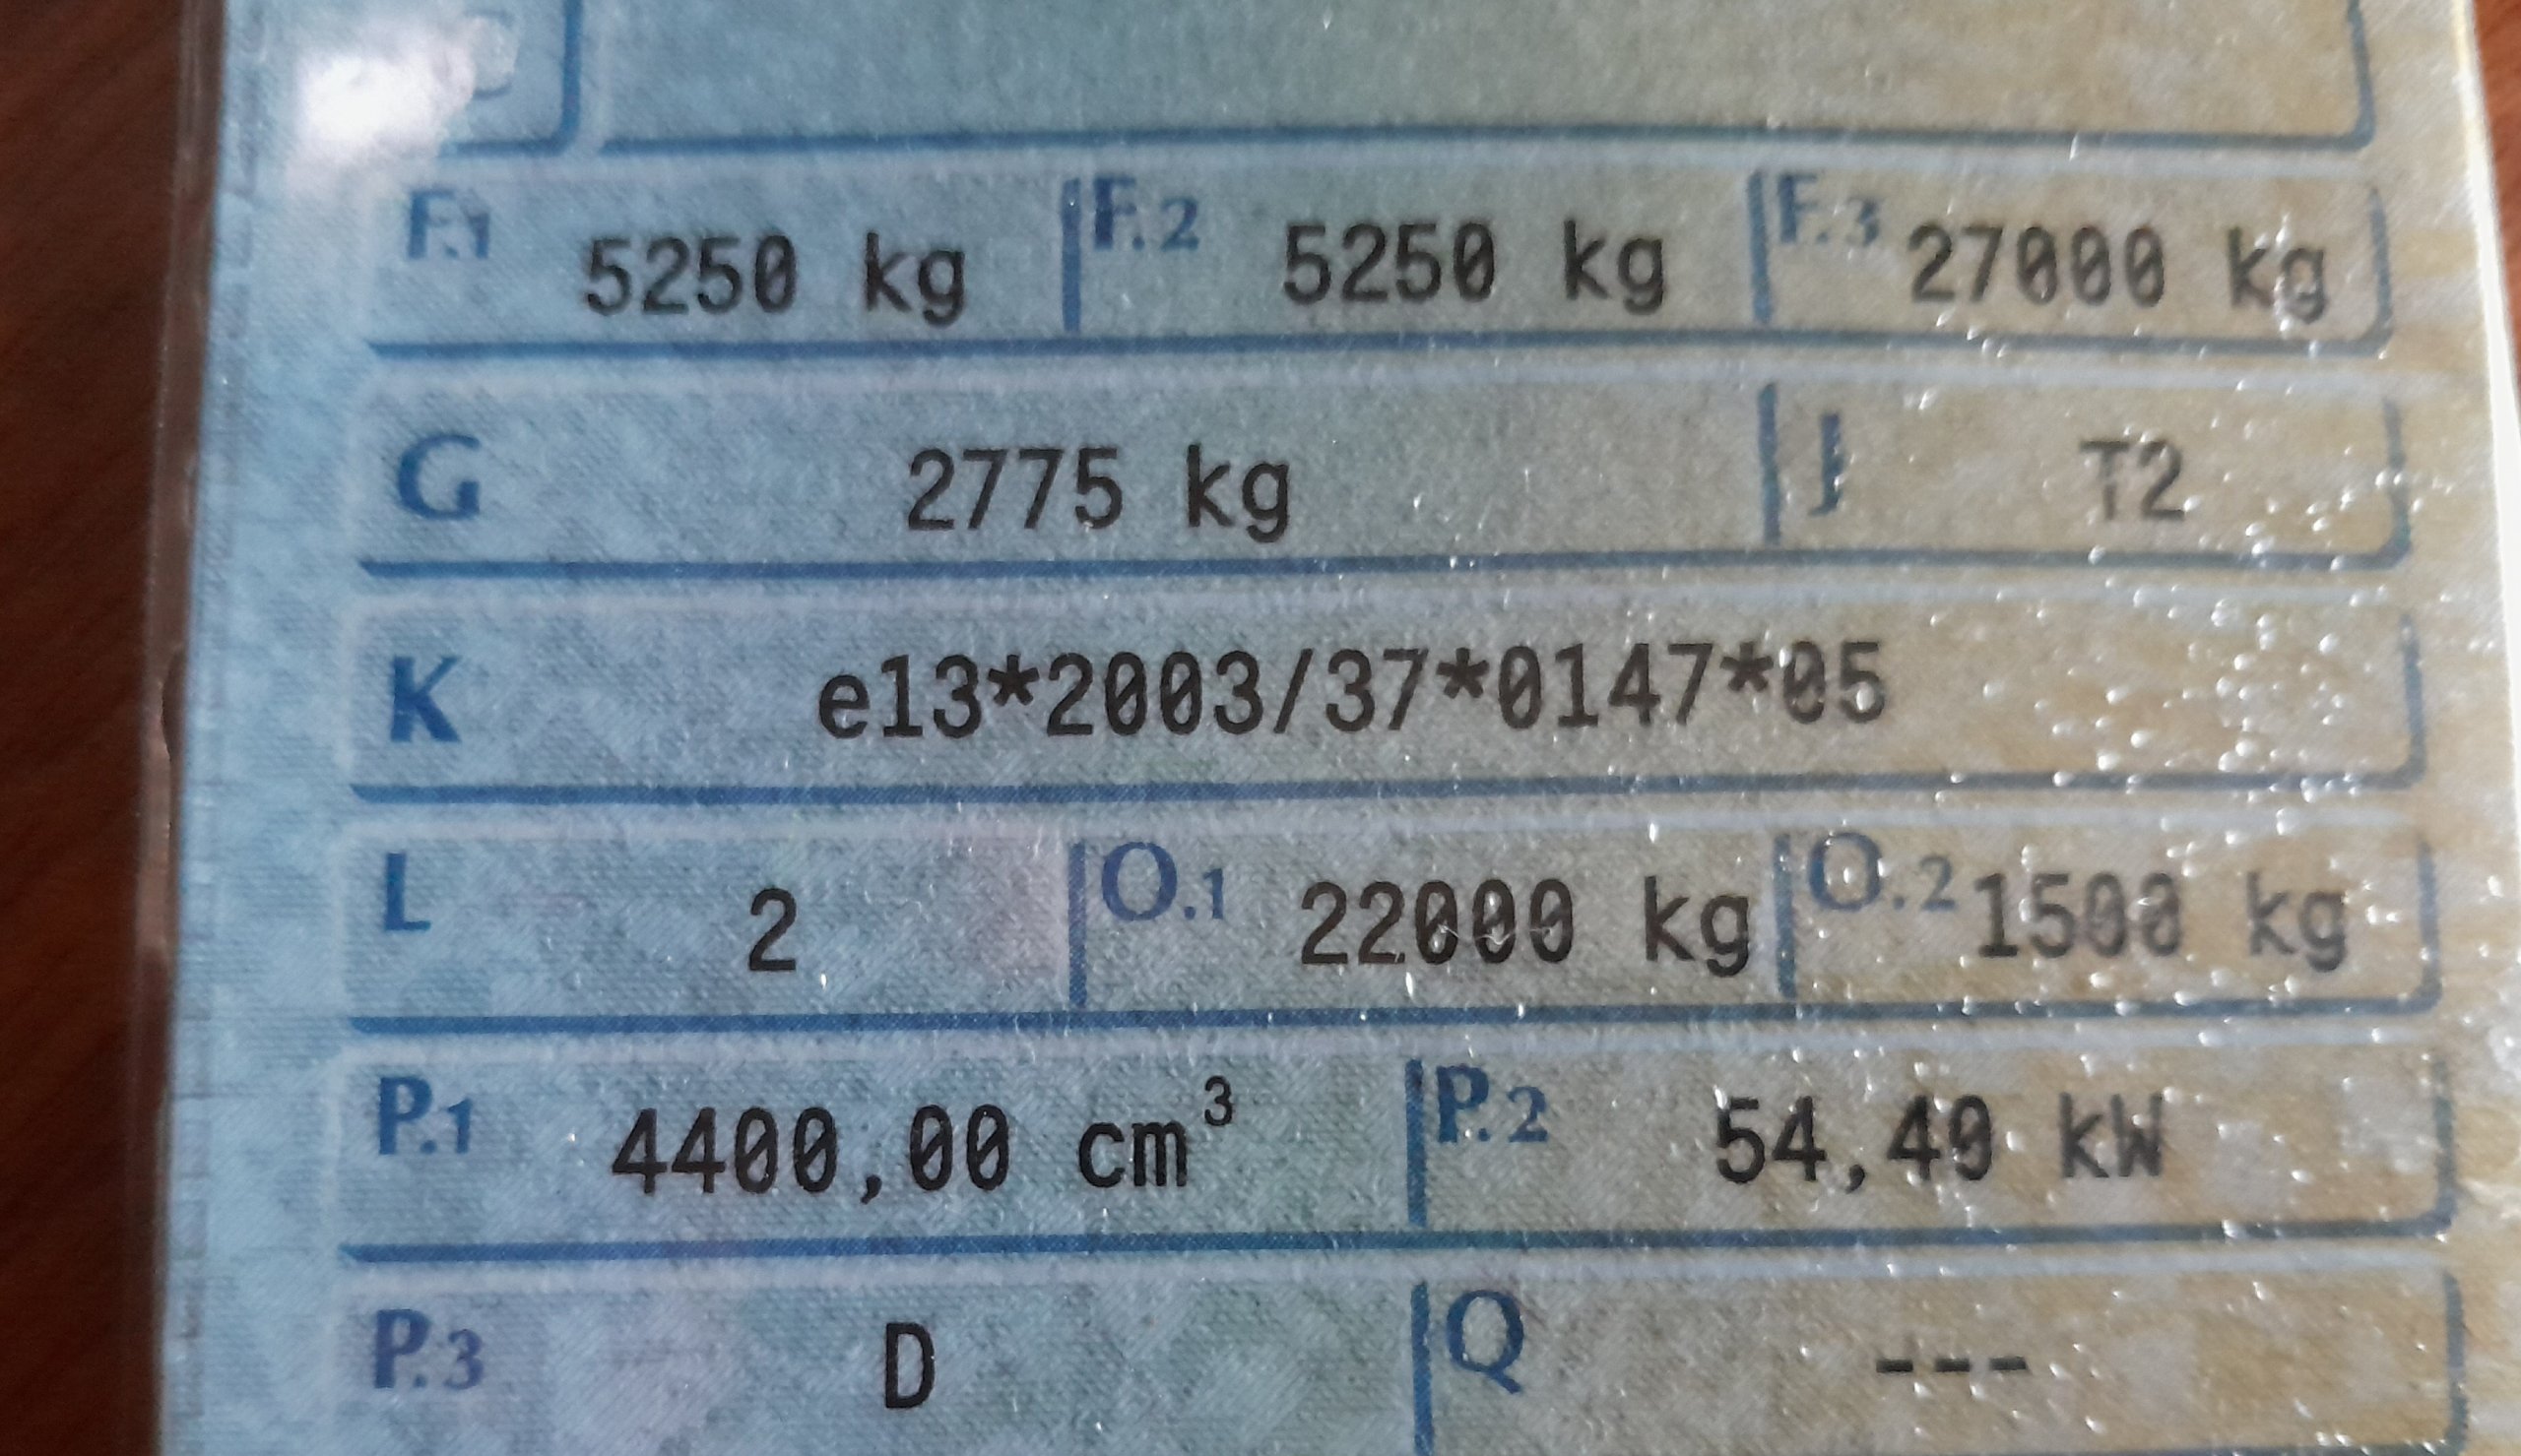 F.1 5250 kg F.2 5250 kg F.3 27000 kg
G 2775 kg J T2
K e13*2003/37*0147*05
L 2 O.1 22000 kg O.2 1500 kg
P.1 4400,00 cm³ P.2 54,40 kW
P.3 D Q ---